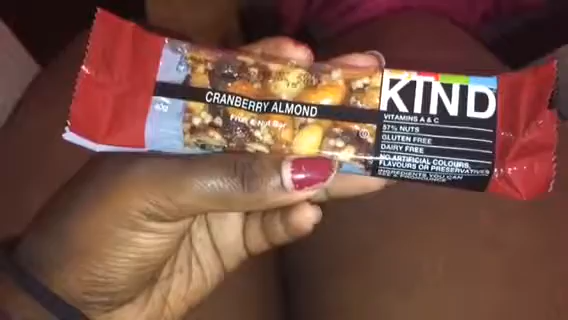 CRANBERRY ALMOND
Fruit & Nut Bar
40g
KIND
VITAMINS A & C
57% NUTS
GLUTEN FREE
DAIRY FREE
NO ARTIFICIAL COLOURS,
FLAVOURS OR PRESERVATIVES
INGREDIENTS YOU CAN